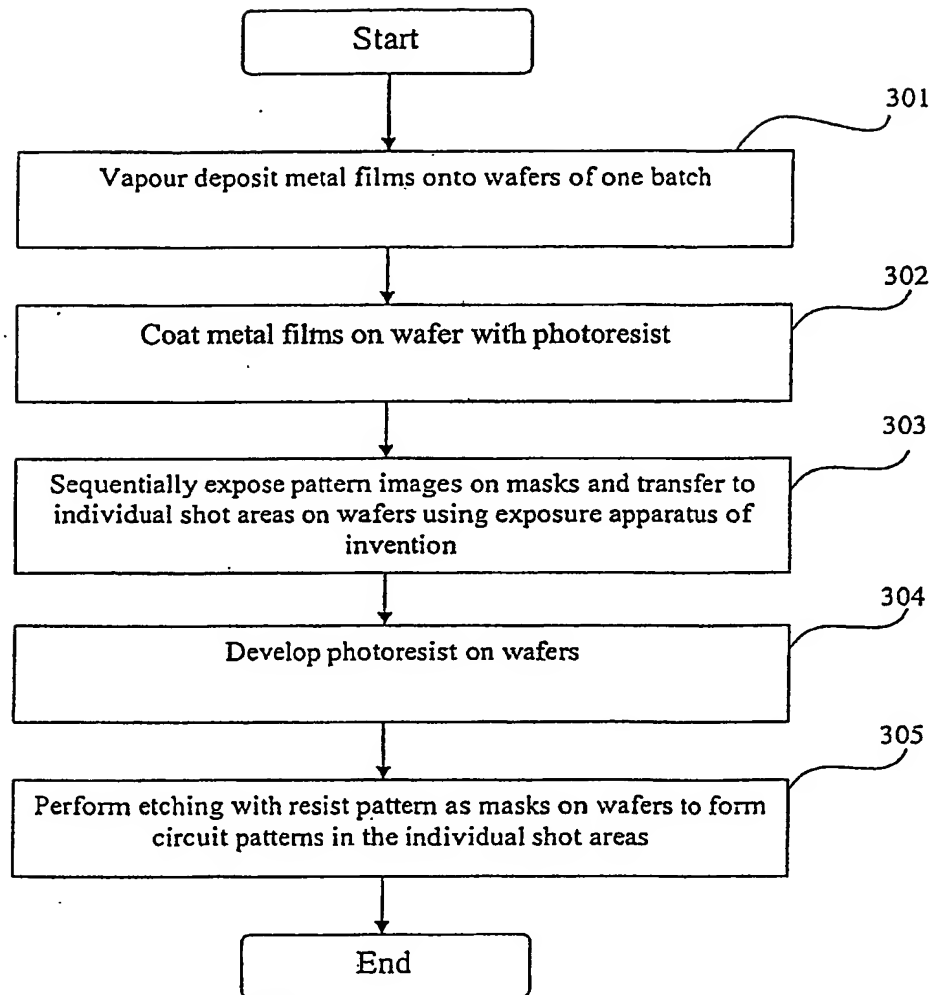 Start
301
Vapour deposit metal films onto wafers of one batch
302
Coat metal films on wafer with photoresist
303
Sequentially expose pattern images on masks and transfer to
individual shot areas on wafers using exposure apparatus of
invention
304
Develop photoresist on wafers
305
Perform etching with resist pattern as masks on wafers to form
circuit patterns in the individual shot areas
End